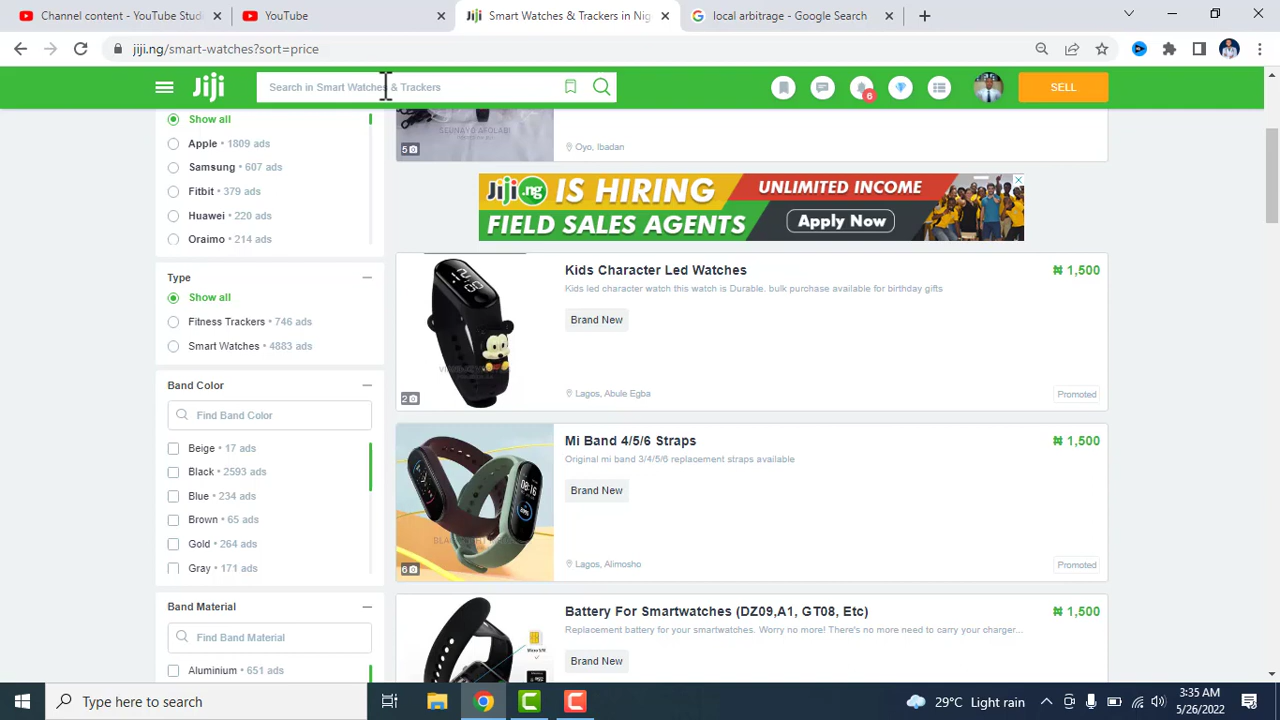 Channel content - YouTube Stud
YouTube
Smart Watches & Trackers in Nig
local arbitrage - Google Search
jiji.ng/smart-watches?sort=price
Jiji
Search in Smart Watches & Trackers
6
SELL
Show all
Apple • 1809 ads
Samsung • 607 ads
Fitbit • 379 ads
Huawei • 220 ads
Oraimo • 214 ads
Type
Show all
Fitness Trackers • 746 ads
Smart Watches • 4883 ads
Band Color
Find Band Color
Beige • 17 ads
Black • 2593 ads
Blue • 234 ads
Brown • 65 ads
Gold • 264 ads
Gray • 171 ads
Band Material
Find Band Material
Aluminium • 651 ads
SEUNAYO AFOLABI
5
Oyo, Ibadan
Jiji.ng IS HIRING
FIELD SALES AGENTS
UNLIMITED INCOME
Apply Now
Kids Character Led Watches
₦ 1,500
Kids led character watch this watch is Durable. bulk purchase available for birthday gifts
Brand New
2
Lagos, Abule Egba
Promoted
Mi Band 4/5/6 Straps
₦ 1,500
Original mi band 3/4/5/6 replacement straps available
Brand New
08:16
6
Lagos, Alimosho
Promoted
Battery For Smartwatches (DZ09,A1, GT08, Etc)
₦ 1,500
Replacement battery for your smartwatches. Worry no more! There's no more need to carry your charger...
Brand New
Type here to search
29°C Light rain
3:35 AM
5/26/2022